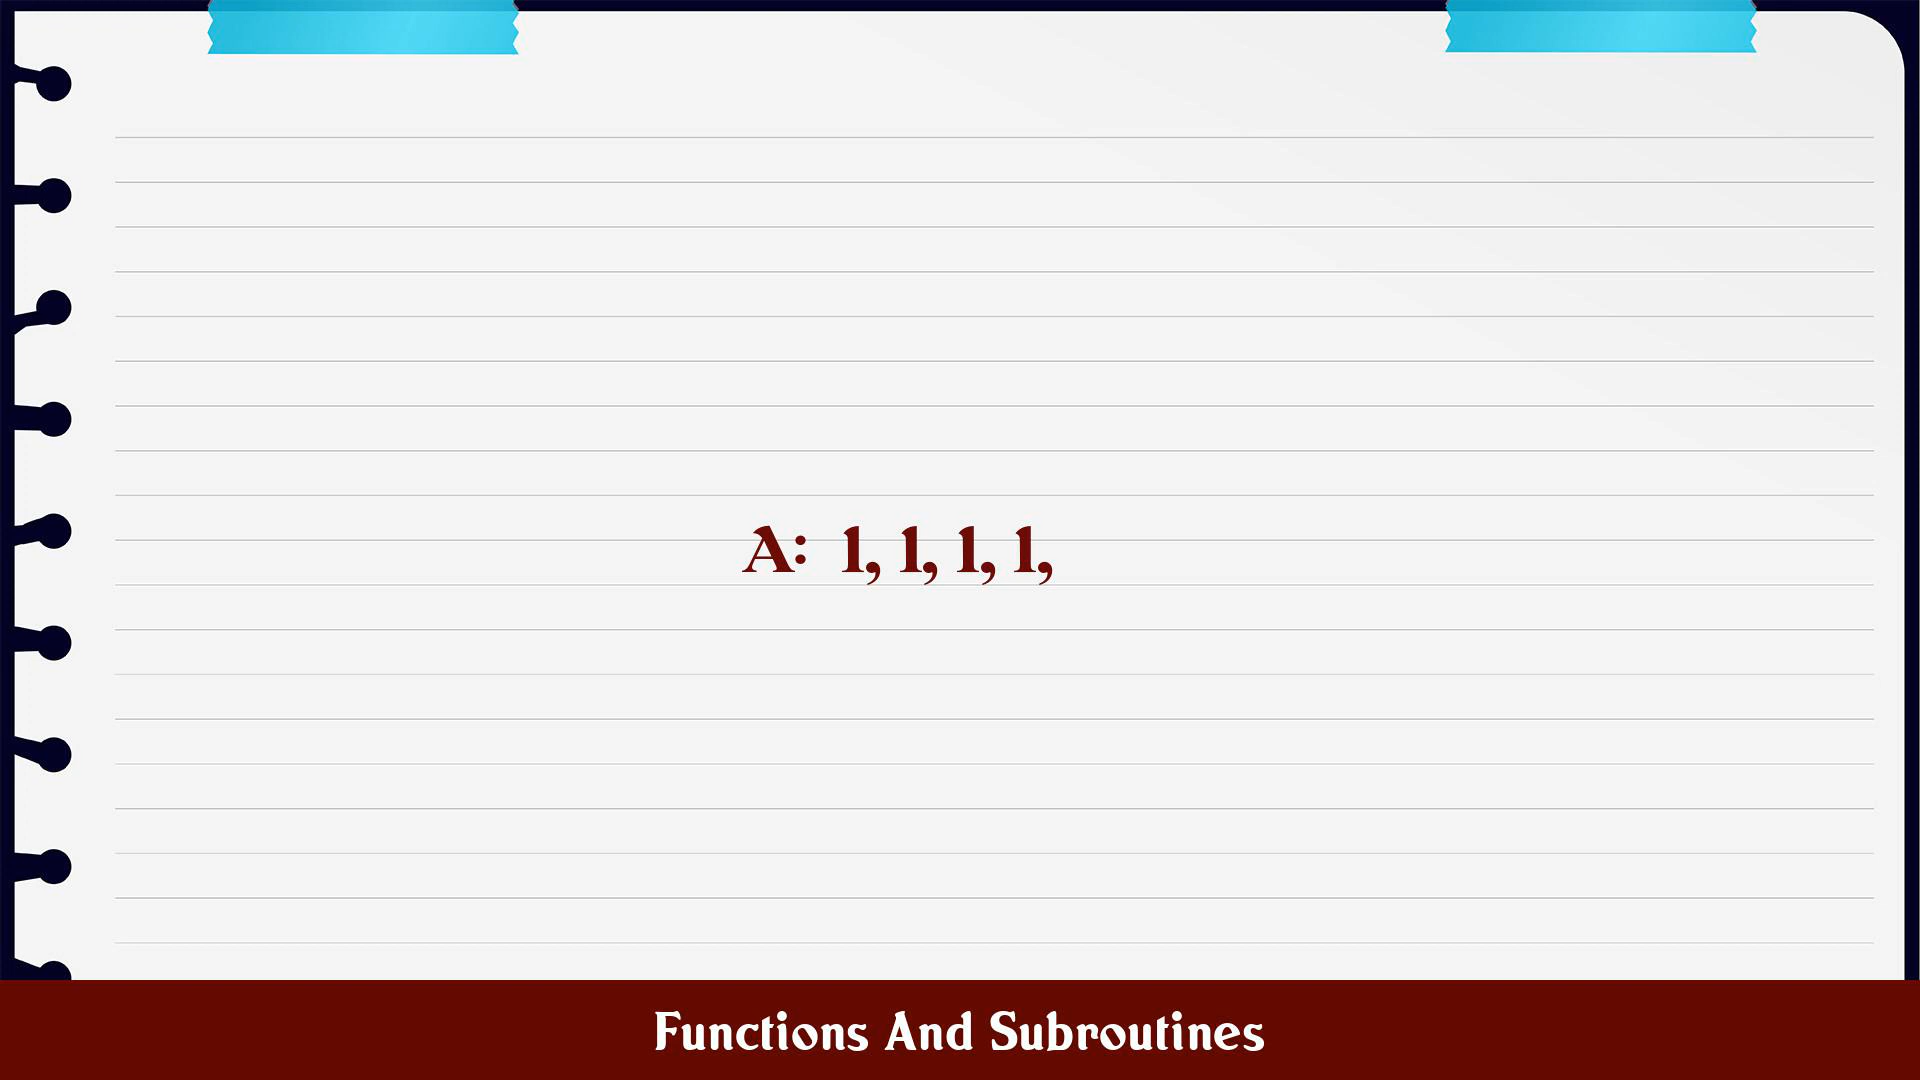 A: 1, 1, 1, 1,
Functions And Subroutines